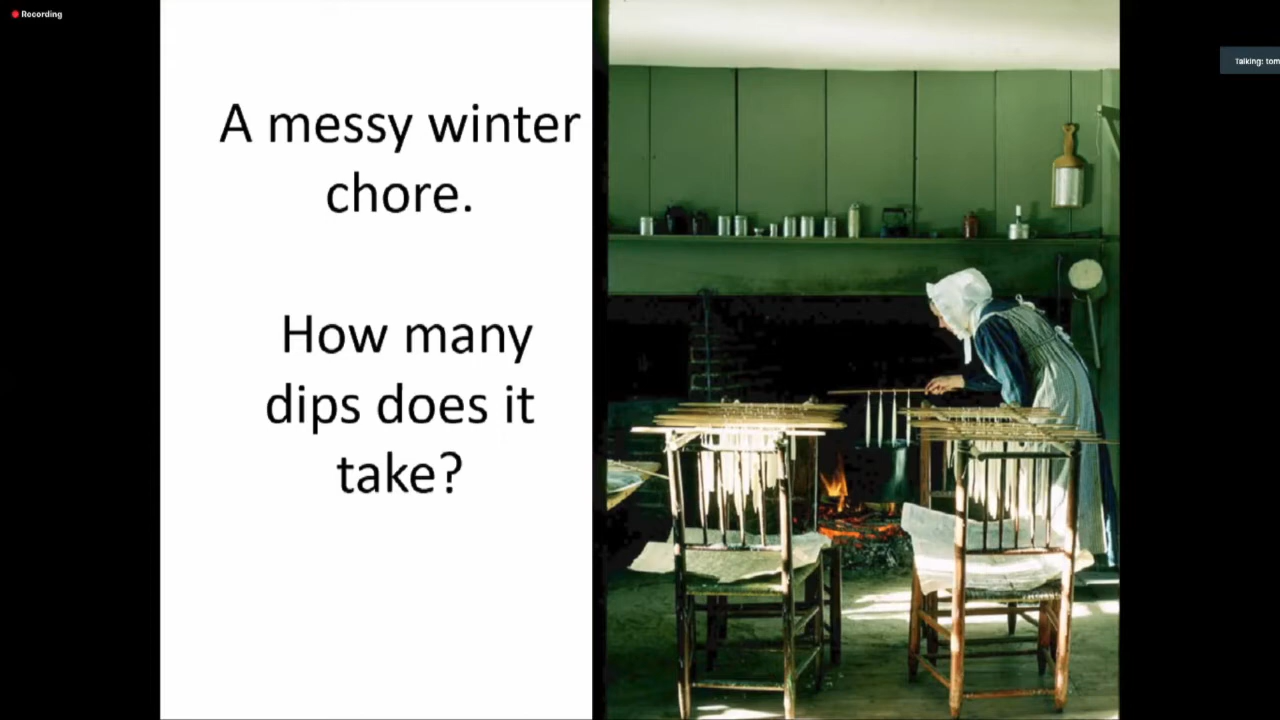 Recording
Talking: tom
A messy winter
chore.
How many
dips does it
take?